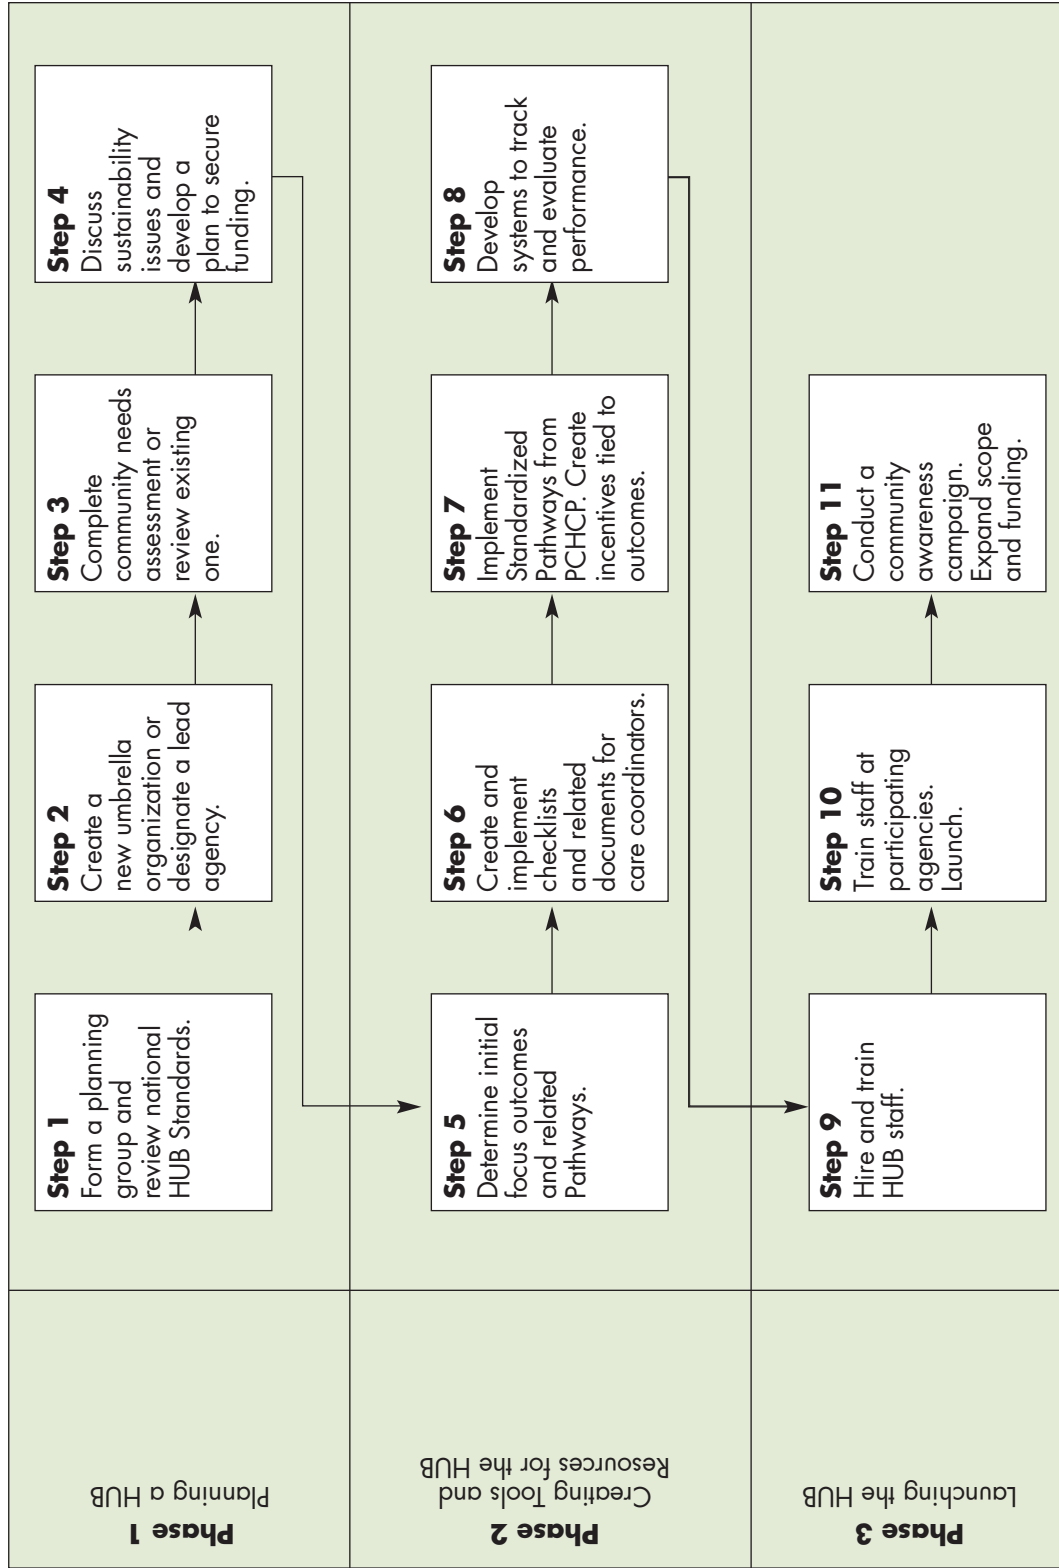 Phase 1
Planning a HUB
Step 1
Form a planning
group and
review national
HUB Standards.
Step 2
Create a
new umbrella
organization or
designate a lead
agency.
Step 3
Complete
community needs
assessment or
review existing
one.
Step 4
Discuss
sustainability
issues and
develop a
plan to secure
funding.
Phase 2
Creating Tools and
Resources for the HUB
Step 5
Determine initial
focus outcomes
and related
Pathways.
Step 6
Create and
implement
checklists
and related
documents for
care coordinators.
Step 7
Implement
Standardized
Pathways from
PCHCP. Create
incentives tied to
outcomes.
Step 8
Develop
systems to track
and evaluate
performance.
Phase 3
Launching the HUB
Step 9
Hire and train
HUB staff.
Step 10
Train staff at
participating
agencies.
Launch.
Step 11
Conduct a
community
awareness
campaign.
Expand scope
and funding.